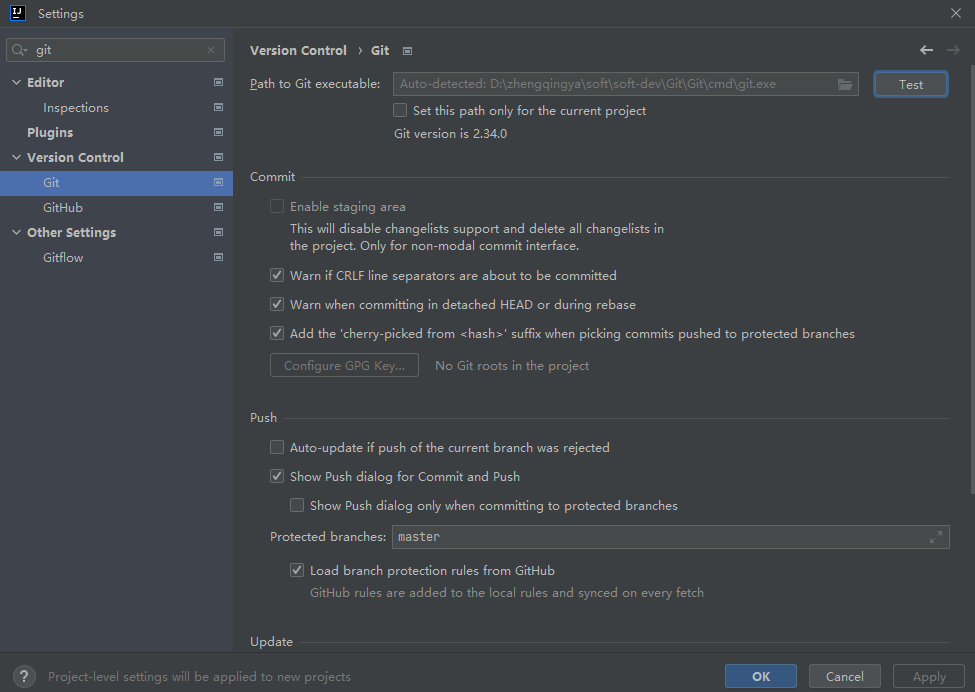 IJ
Settings
git
Editor
Inspections
Plugins
Version Control
Git
GitHub
Other Settings
Gitflow
Version Control › Git
Path to Git executable:
Auto-detected: D:\zhengqingya\soft\soft-dev\Git\Git\cmd\git.exe
Test
Set this path only for the current project
Git version is 2.34.0
Commit
Enable staging area
This will disable changelists support and delete all changelists in
the project. Only for non-modal commit interface.
Warn if CRLF line separators are about to be committed
Warn when committing in detached HEAD or during rebase
Add the 'cherry-picked from <hash>' suffix when picking commits pushed to protected branches
Configure GPG Key...
No Git roots in the project
Push
Auto-update if push of the current branch was rejected
Show Push dialog for Commit and Push
Show Push dialog only when committing to protected branches
Protected branches:
master
Load branch protection rules from GitHub
GitHub rules are added to the local rules and synced on every fetch
Update
?
Project-level settings will be applied to new projects
OK
Cancel
Apply